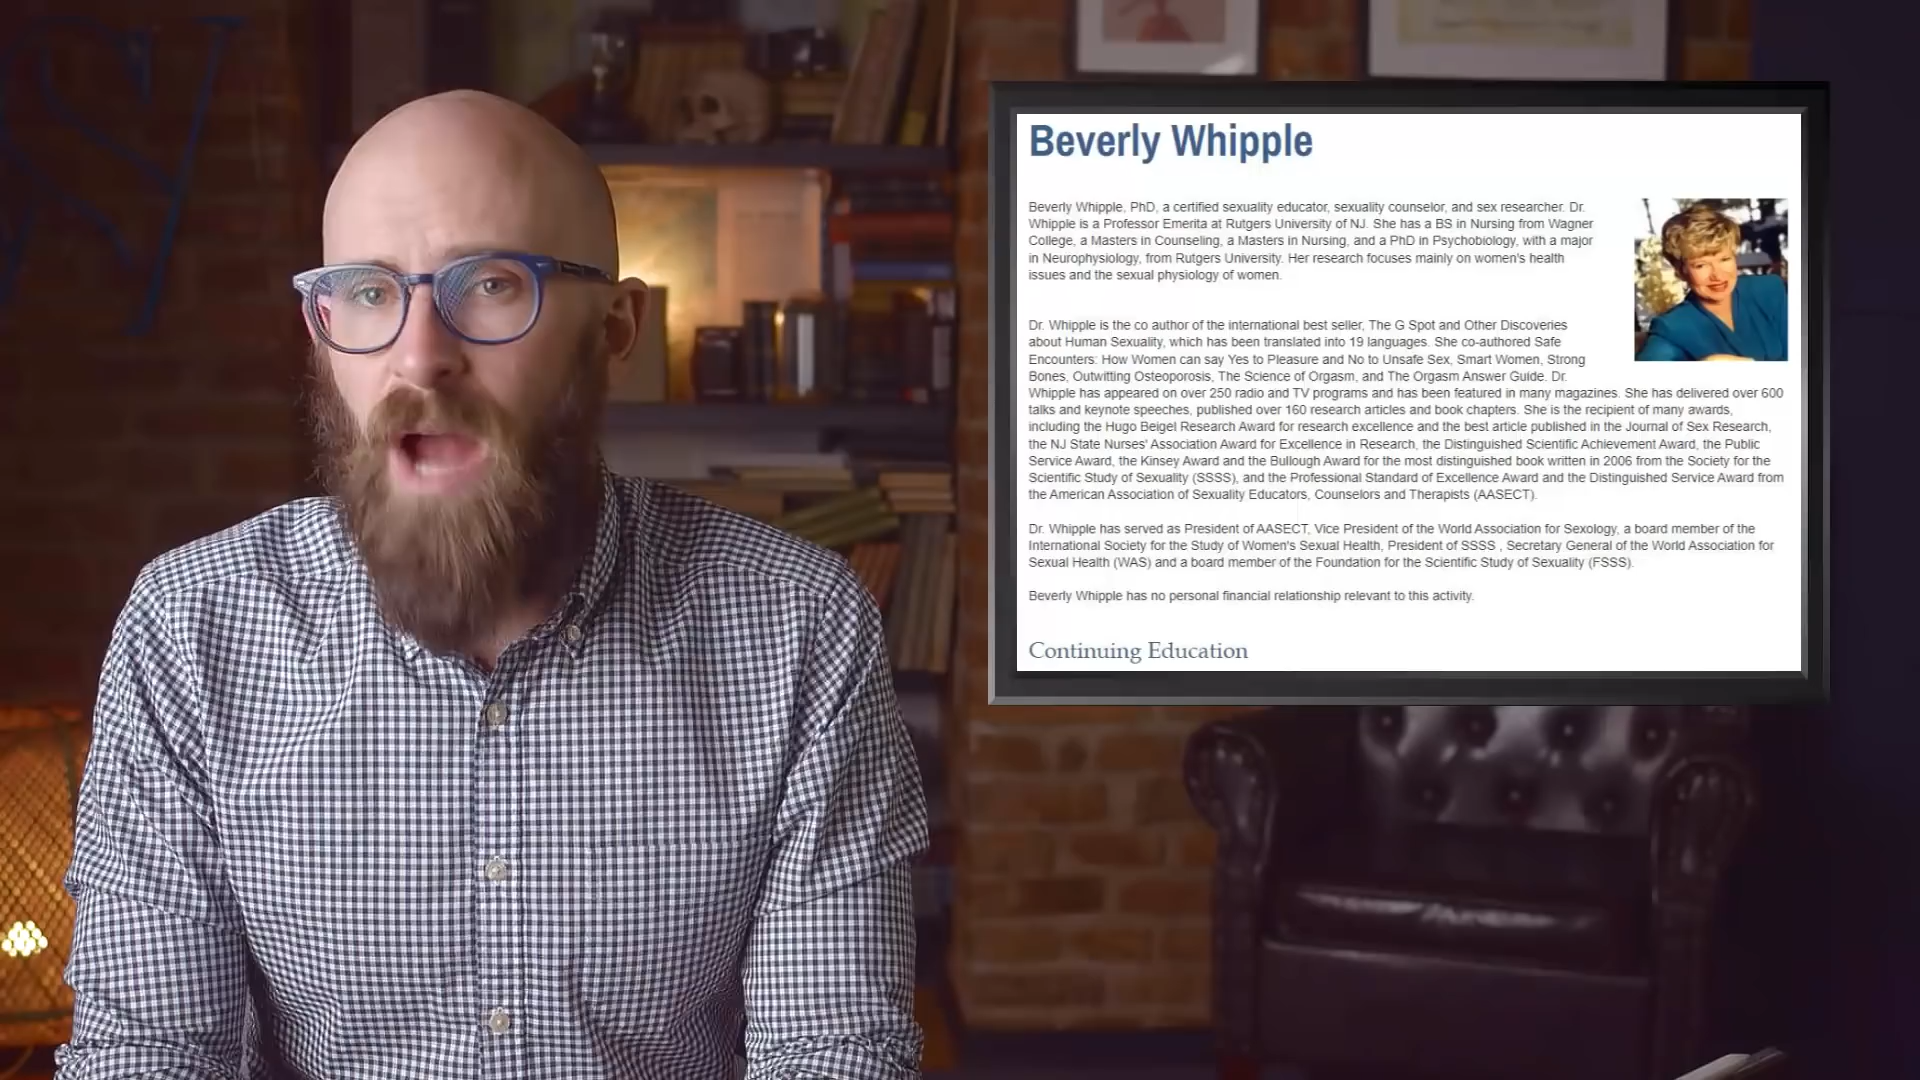 Beverly Whipple
Beverly Whipple, PhD, a certified sexuality educator, sexuality counselor, and sex researcher. Dr.
Whipple is a Professor Emerita at Rutgers University of NJ. She has a BS in Nursing from Wagner
College, a Masters in Counseling, a Masters in Nursing, and a PhD in Psychobiology, with a major
in Neurophysiology, from Rutgers University. Her research focuses mainly on women's health
issues and the sexual physiology of women.
Dr. Whipple is the co author of the international best seller, The G Spot and Other Discoveries
about Human Sexuality, which has been translated into 19 languages. She co-authored Safe
Encounters: How Women can say Yes to Pleasure and No to Unsafe Sex, Smart Women, Strong
Bones, Outwitting Osteoporosis, The Science of Orgasm, and The Orgasm Answer Guide. Dr.
Whipple has appeared on over 250 radio and TV programs and has been featured in many magazines. She has delivered over 600
talks and keynote speeches, published over 160 research articles and book chapters. She is the recipient of many awards,
including the Hugo Beigel Research Award for research excellence and the best article published in the Journal of Sex Research,
the NJ State Nurses' Association Award for Excellence in Research, the Distinguished Scientific Achievement Award, the Public
Service Award, the Kinsey Award and the Bullough Award for the most distinguished book written in 2006 from the Society for the
Scientific Study of Sexuality (SSSS), and the Professional Standard of Excellence Award and the Distinguished Service Award from
the American Association of Sexuality Educators, Counselors and Therapists (AASECT).
Dr. Whipple has served as President of AASECT, Vice President of the World Association for Sexology, a board member of the
International Society for the Study of Women's Sexual Health, President of SSSS , Secretary General of the World Association for
Sexual Health (WAS) and a board member of the Foundation for the Scientific Study of Sexuality (FSSS).
Beverly Whipple has no personal financial relationship relevant to this activity.
Continuing Education